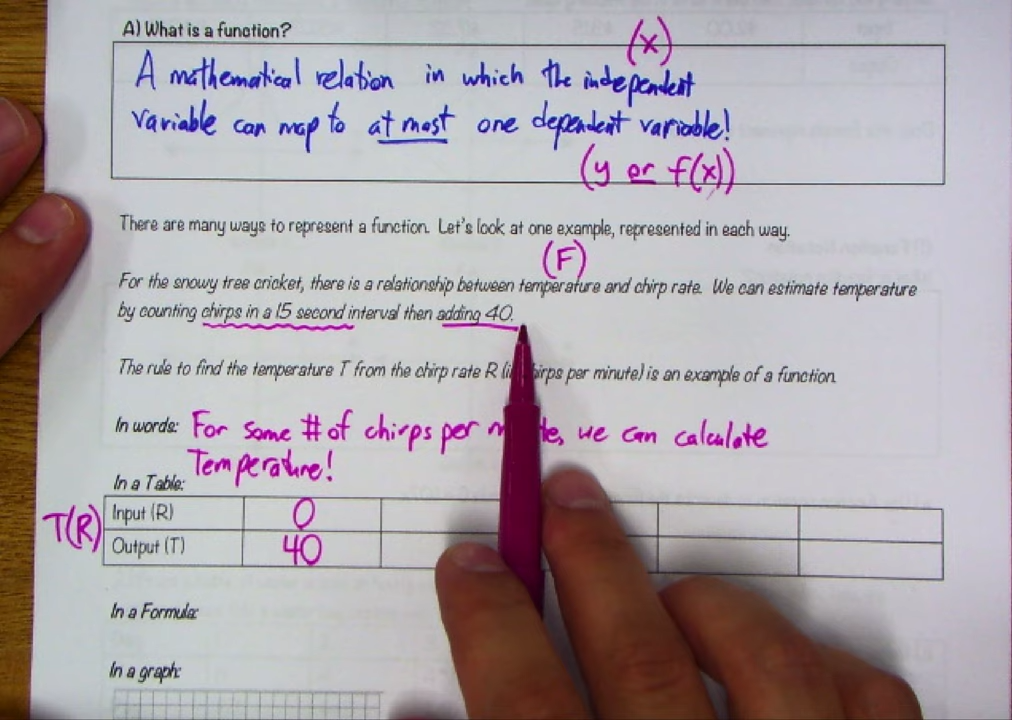 A) What is a function?
(x)
A mathematical relation in which the independent
variable can map to at most one dependent variable!
(y or f(x))
There are many ways to represent a function. Let's look at one example, represented in each way.
(F)
For the snowy tree cricket, there is a relationship between temperature and chirp rate. We can estimate temperature
by counting chirps in a 15 second interval then adding 40.
The rule to find the temperature T from the chirp rate R chirps per minute) is an example of a function.
In words: For some # of chirps per we can calculate
Temperature!
In a Table:
T(R)
Input (R) 0
Output (T) 40
In a Formula:
In a graph: